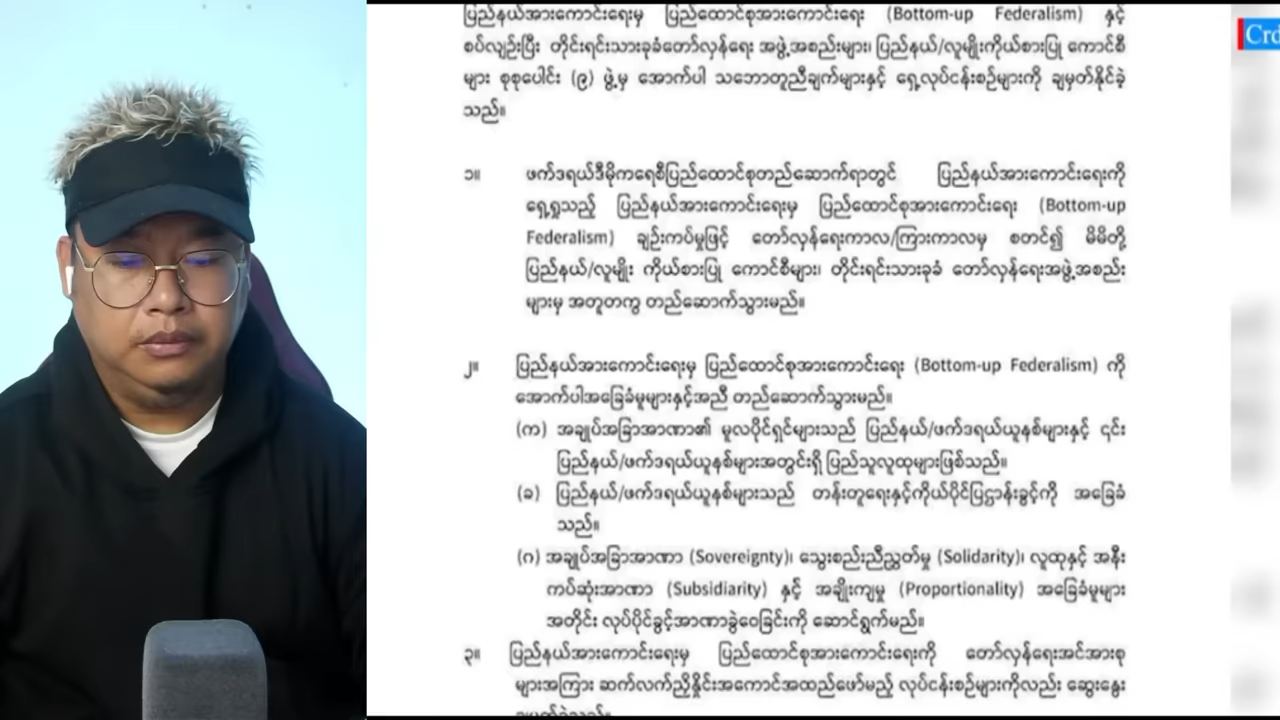 ပြည်နယ်အားကောင်းရေးမှ ပြည်ထောင်စုအားကောင်းရေး (Bottom-up Federalism) နှင့်
စပ်လျဉ်းပြီး တိုင်းရင်းသားခုခံတော်လှန်ရေး အဖွဲ့အစည်းများ၊ ပြည်နယ်/လူမျိုးကိုယ်စားပြု ကောင်စီ
များ စုစုပေါင်း (၉) ဖွဲ့မှ အောက်ပါ သဘောတူညီချက်များနှင့် ရှေ့လုပ်ငန်းစဉ်များကို ချမှတ်နိုင်ခဲ့
သည်။
Crd
၁။ ဖက်ဒရယ်ဒီမိုကရေစီပြည်ထောင်စုတည်ဆောက်ရာတွင် ပြည်နယ်အားကောင်းရေးကို
ရှေ့ရှုသည့် ပြည်နယ်အားကောင်းရေးမှ ပြည်ထောင်စုအားကောင်းရေး (Bottom-up
Federalism) ချဉ်းကပ်မှုဖြင့် တော်လှန်ရေးကာလ/ကြားကာလမှ စတင်၍ မိမိတို့
ပြည်နယ်/လူမျိုး ကိုယ်စားပြု ကောင်စီများ၊ တိုင်းရင်းသားခုခံ တော်လှန်ရေးအဖွဲ့အစည်း
များမှ အတူတကွ တည်ဆောက်သွားမည်။
၂။ ပြည်နယ်အားကောင်းရေးမှ ပြည်ထောင်စုအားကောင်းရေး (Bottom-up Federalism) ကို
အောက်ပါအခြေခံမူများနှင့်အညီ တည်ဆောက်သွားမည်။
(က) အချုပ်အခြာအာဏာ၏ မူလပိုင်ရှင်များသည် ပြည်နယ်/ဖက်ဒရယ်ယူနစ်များနှင့် ၎င်း
ပြည်နယ်/ဖက်ဒရယ်ယူနစ်များအတွင်းရှိ ပြည်သူလူထုများဖြစ်သည်။
(ခ) ပြည်နယ်/ဖက်ဒရယ်ယူနစ်များသည် တန်းတူရေးနှင့်ကိုယ်ပိုင်ပြဋ္ဌာန်းခွင့်ကို အခြေခံ
သည်။
(ဂ) အချုပ်အခြာအာဏာ (Sovereignty)၊ သွေးစည်းညီညွတ်မှု (Solidarity)၊ လူထုနှင့် အနီး
ကပ်ဆုံးအာဏာ (Subsidiarity) နှင့် အချိုးကျမှု (Proportionality) အခြေခံမူများ
အတိုင်း လုပ်ပိုင်ခွင့်အာဏာခွဲဝေခြင်းကို ဆောင်ရွက်မည်။
၃။ ပြည်နယ်အားကောင်းရေးမှ ပြည်ထောင်စုအားကောင်းရေးကို တော်လှန်ရေးအင်အားစု
များအကြား ဆက်လက်ညှိနှိုင်းအကောင်အထည်ဖော်မည့် လုပ်ငန်းစဉ်များကိုလည်း ဆွေးနွေး